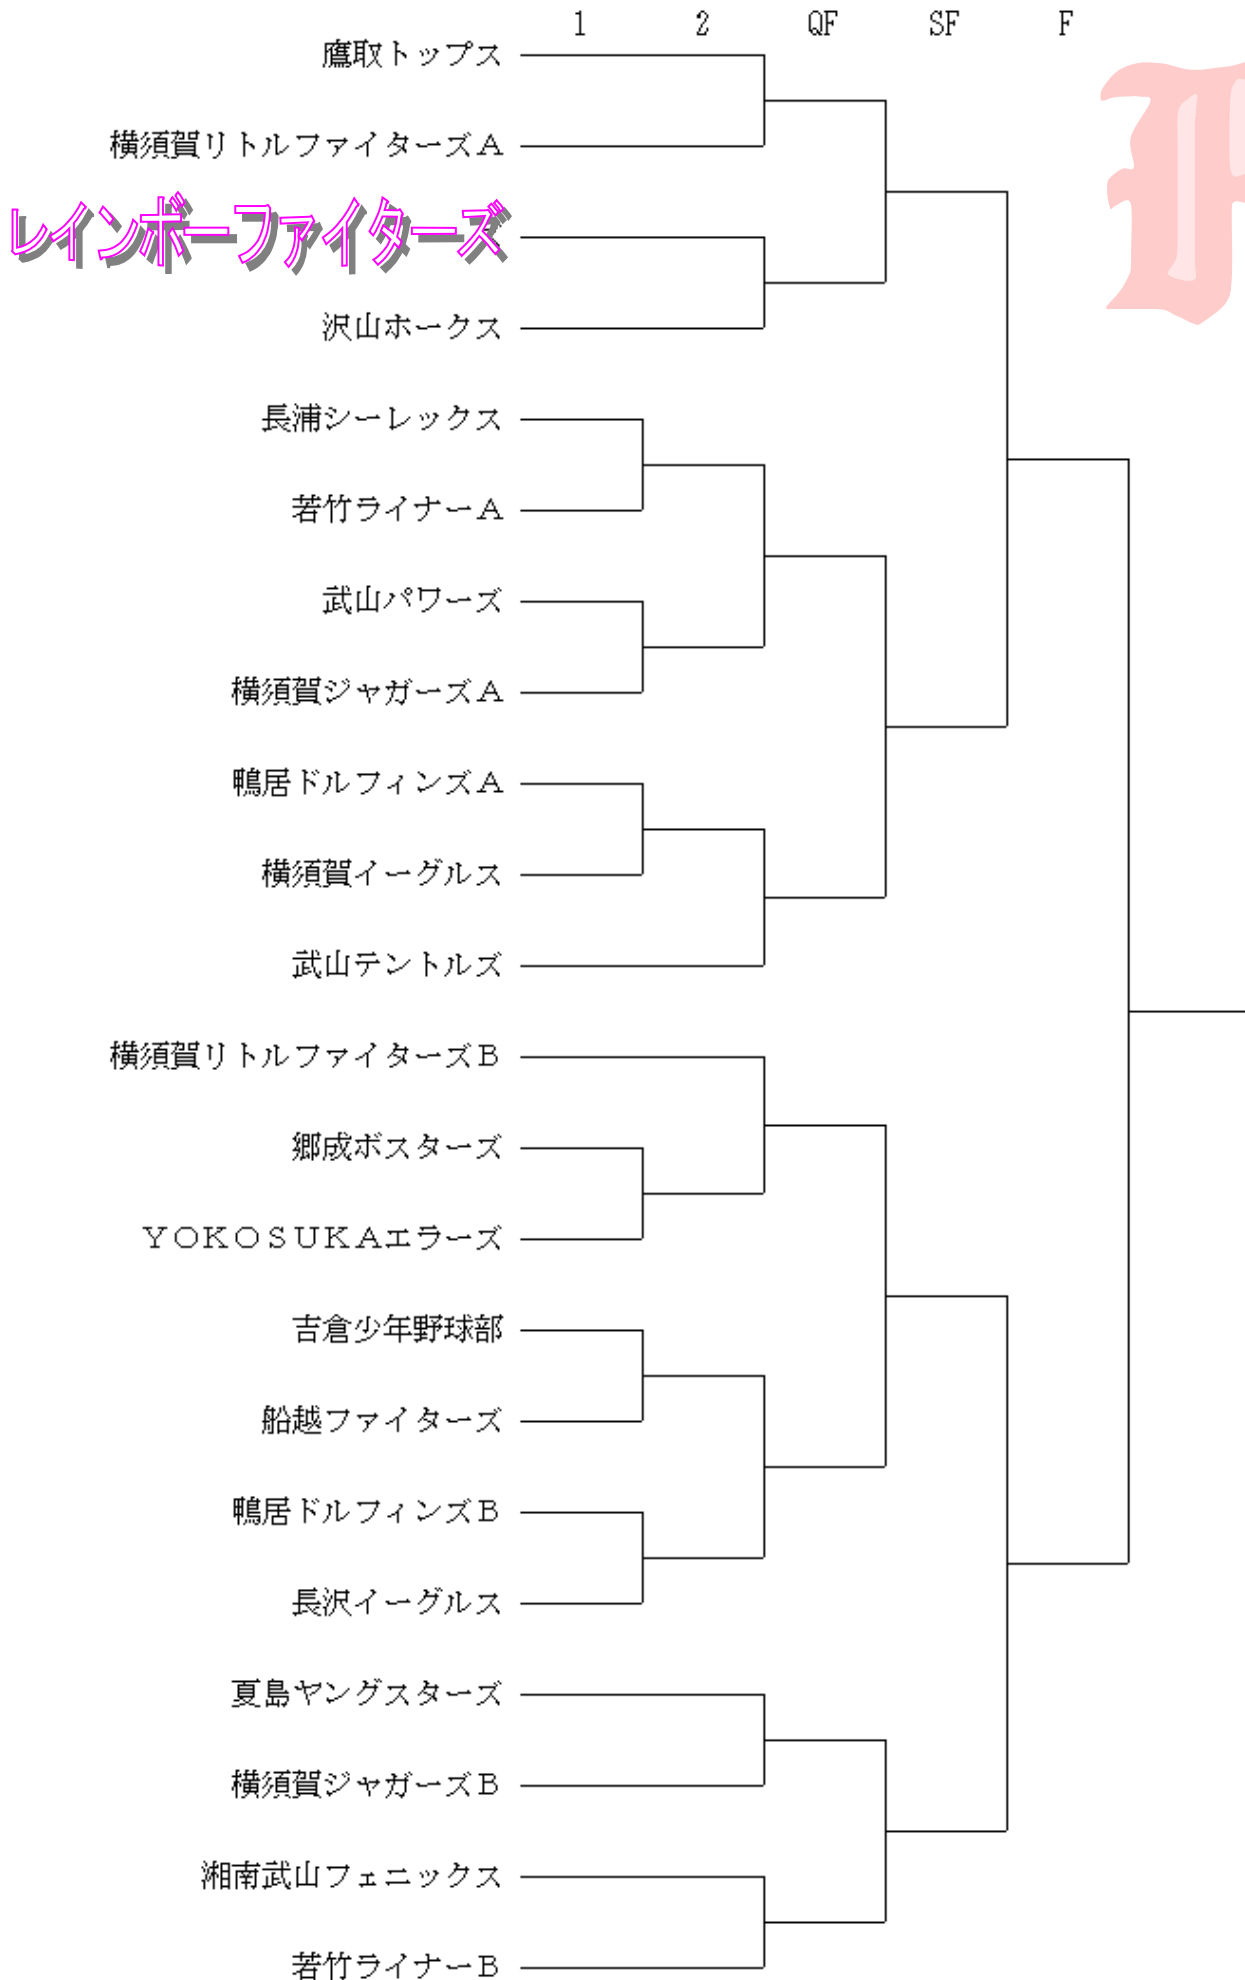 1 2 QF SF F
鷹取トップス
横須賀リトルファイターズＡ
レインボーファイターズ
沢山ホークス
長浦シーレックス
若竹ライナーＡ
武山パワーズ
横須賀ジャガーズＡ
鴨居ドルフィンズＡ
横須賀イーグルス
武山テントルズ
横須賀リトルファイターズＢ
郷成ボスターズ
ＹＯＫＯＳＵＫＡエラーズ
吉倉少年野球部
船越ファイターズ
鴨居ドルフィンズＢ
長沢イーグルス
夏島ヤングスターズ
横須賀ジャガーズＢ
湘南武山フェニックス
若竹ライナーＢ